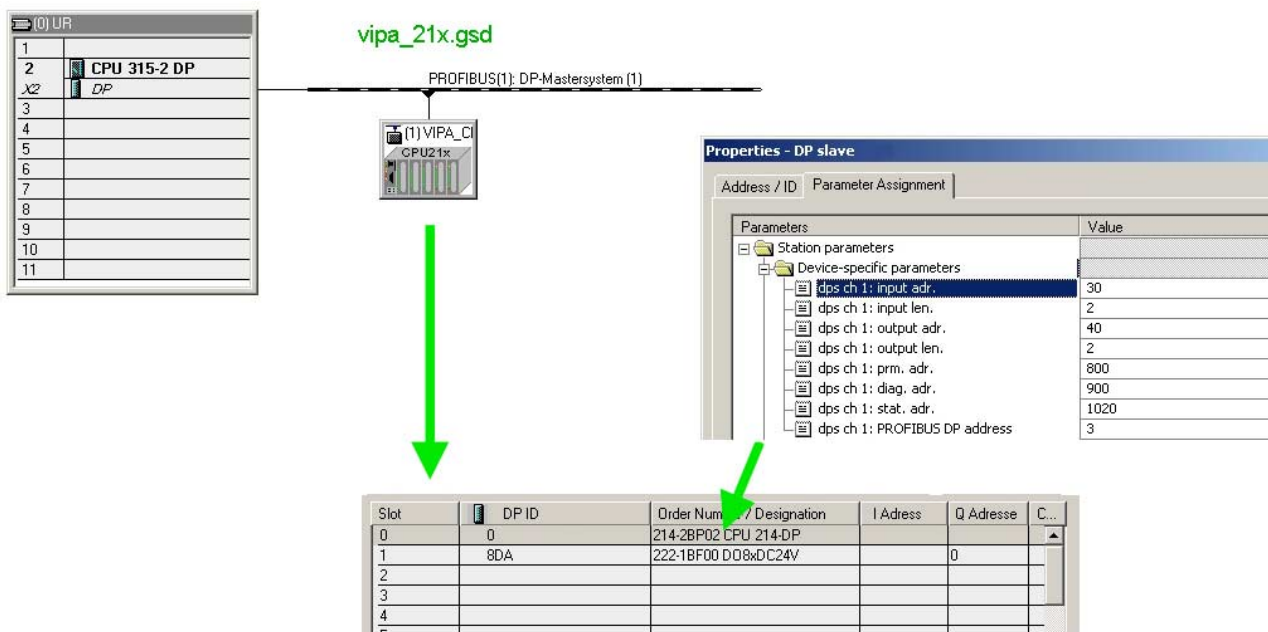 (0) UR
1
2 CPU 315-2 DP
X2 DP
3
4
5
6
7
8
9
10
11
vipa_21x.gsd
PROFIBUS(1): DP-Mastersystem (1)
(1) VIPA_CI
CPU21x
Properties - DP slave
Address / ID Parameter Assignment
Parameters Value
Station parameters
Device-specific parameters
dps ch 1: input adr. 30
dps ch 1: input len. 2
dps ch 1: output adr. 40
dps ch 1: output len. 2
dps ch 1: prm. adr. 800
dps ch 1: diag. adr. 900
dps ch 1: stat. adr. 1020
dps ch 1: PROFIBUS DP address 3
Slot DP ID Order / Designation I Adress Q Adresse C...
0 0 214-2BP02 CPU 214-DP
1 8DA 222-1BF00 DO8xDC24V 0
2
3
4